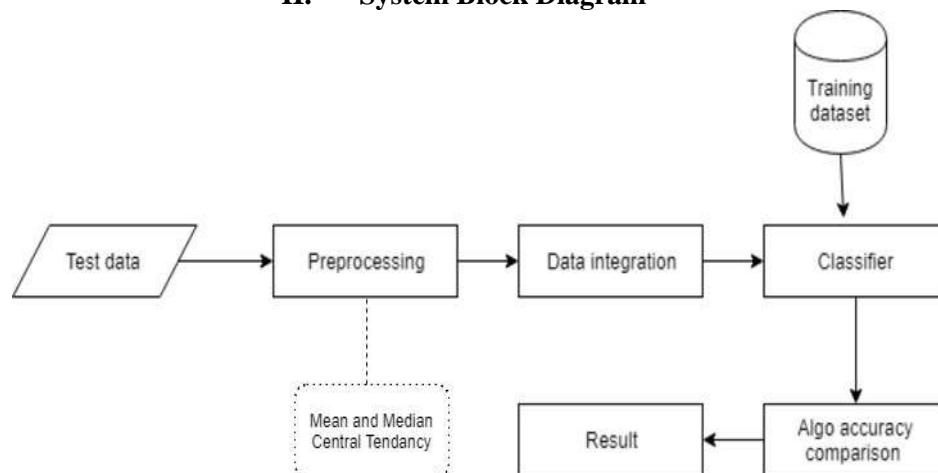 II. System Block Diagram
Training
dataset
Test data
Preprocessing
Data integration
Classifier
Mean and Median
Central Tendancy
Result
Algo accuracy
comparison